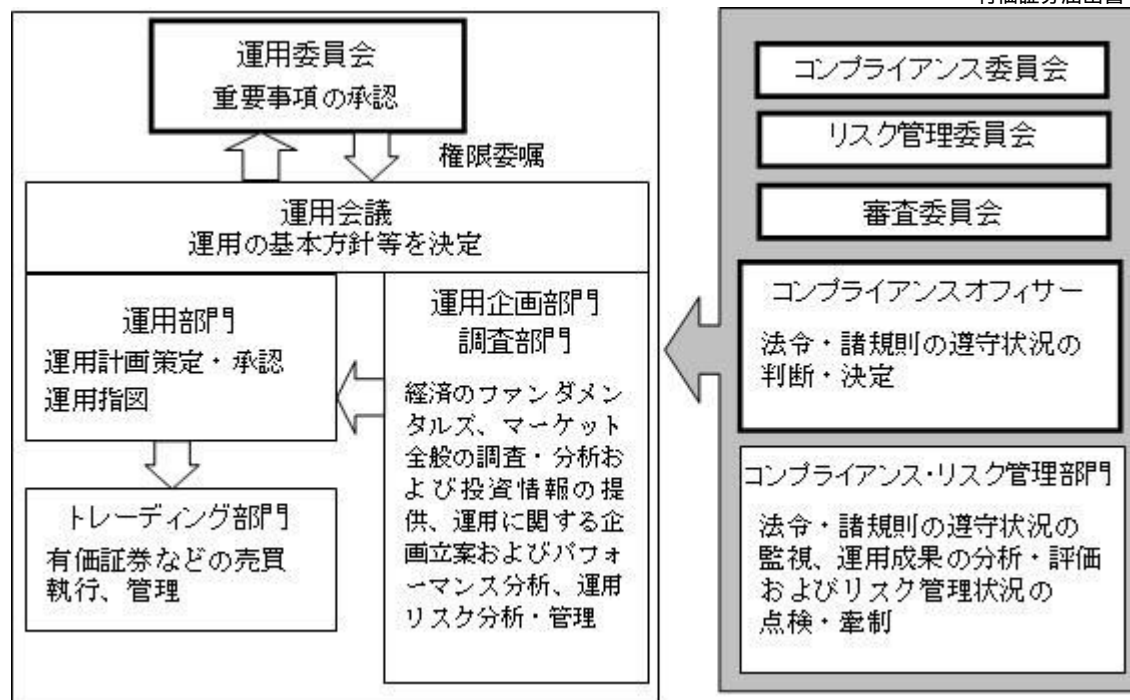 運用委員会
重要事項の承認
権限委嘱
運用会議
運用の基本方針等を決定
運用部門
運用計画策定・承認
運用指図
トレーディング部門
有価証券などの売買
執行、管理
運用企画部門
調査部門
経済のファンダメン
タルズ、マーケット
全般の調査・分析お
よび投資情報の提
供、運用に関する企
画立案およびパフォ
ーマンス分析、運用
リスク分析・管理
コンプライアンス委員会
リスク管理委員会
審査委員会
コンプライアンスオフィサー
法令・諸規則の遵守状況の
判断・決定
コンプライアンス・リスク管理部門
法令・諸規則の遵守状況の
監視、運用成果の分析・評価
およびリスク管理状況の
点検・牽制